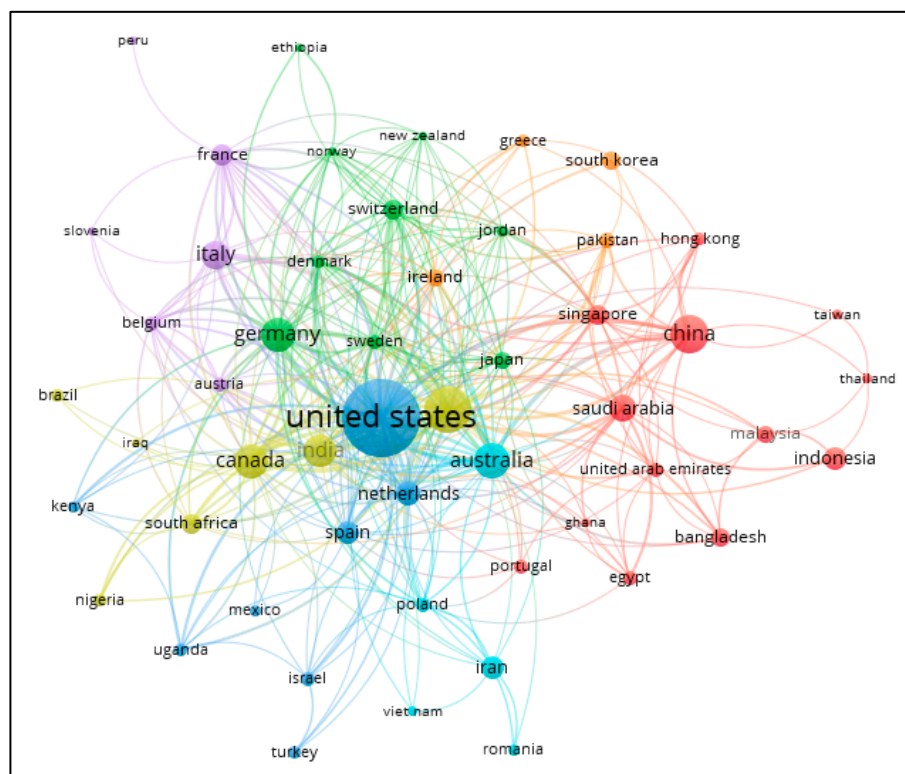 peru
ethiopia
new zealand
greece
norway
france
south korea
switzerland
slovenia
jordan
pakistan
hong kong
italy
denmark
ireland
belgium
germany
sweden
singapore
china
taiwan
japan
thailand
austria
brazil
united states
saudi arabia
malaysia
iraq
canada
india
australia
indonesia
united arab emirates
kenya
netherlands
south africa
spain
ghana
bangladesh
portugal
egypt
nigeria
mexico
poland
uganda
israel
iran
viet nam
turkey
romania